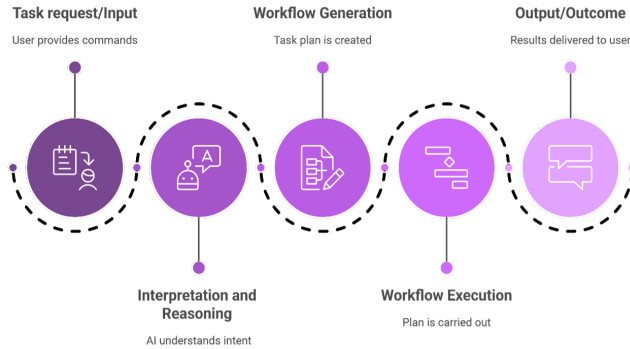 Task request/Input
User provides commands
Workflow Generation
Task plan is created
Output/Outcome
Results delivered to user
A
Interpretation and
Reasoning
AI understands intent
Workflow Execution
Plan is carried out